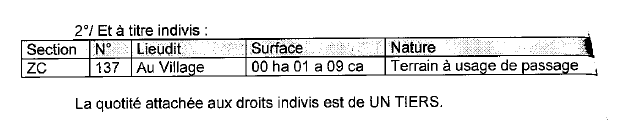 2°/ Et à titre indivis :
Section N° Lieudit Surface Nature
ZC 137 Au Village 00 ha 01 a 09 ca Terrain à usage de passage
La quotité attachée aux droits indivis est de UN TIERS.